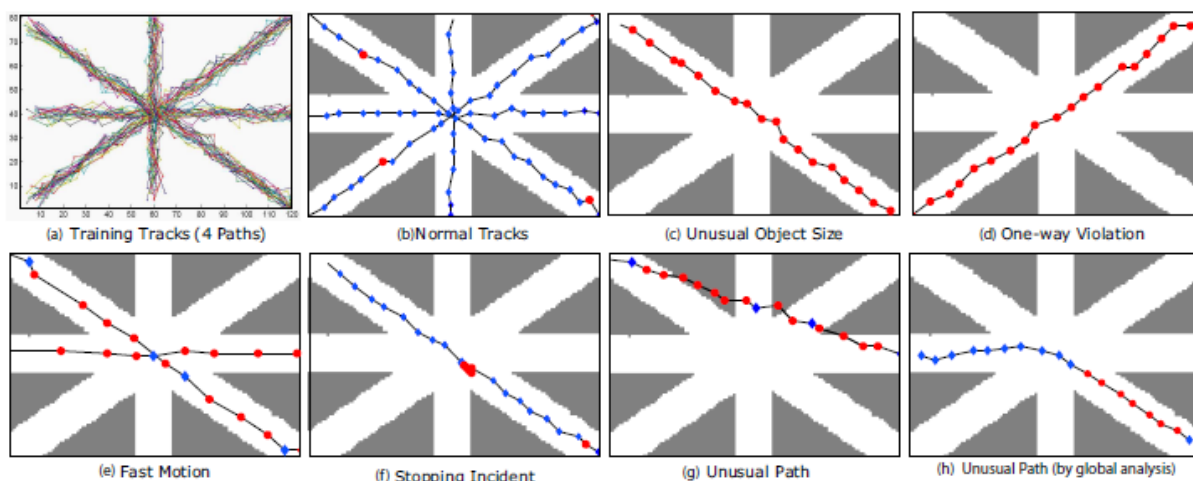 80
70
60
50
40
30
20
10
10 20 30 40 50 60 70 80 90 100 110 120
(a) Training Tracks (4 Paths)
(b)Normal Tracks
(c) Unusual Object Size
(d) One-way Violation
(e) Fast Motion
(f) Stopping Incident
(g) Unusual Path
(h) Unusual Path (by global analysis)